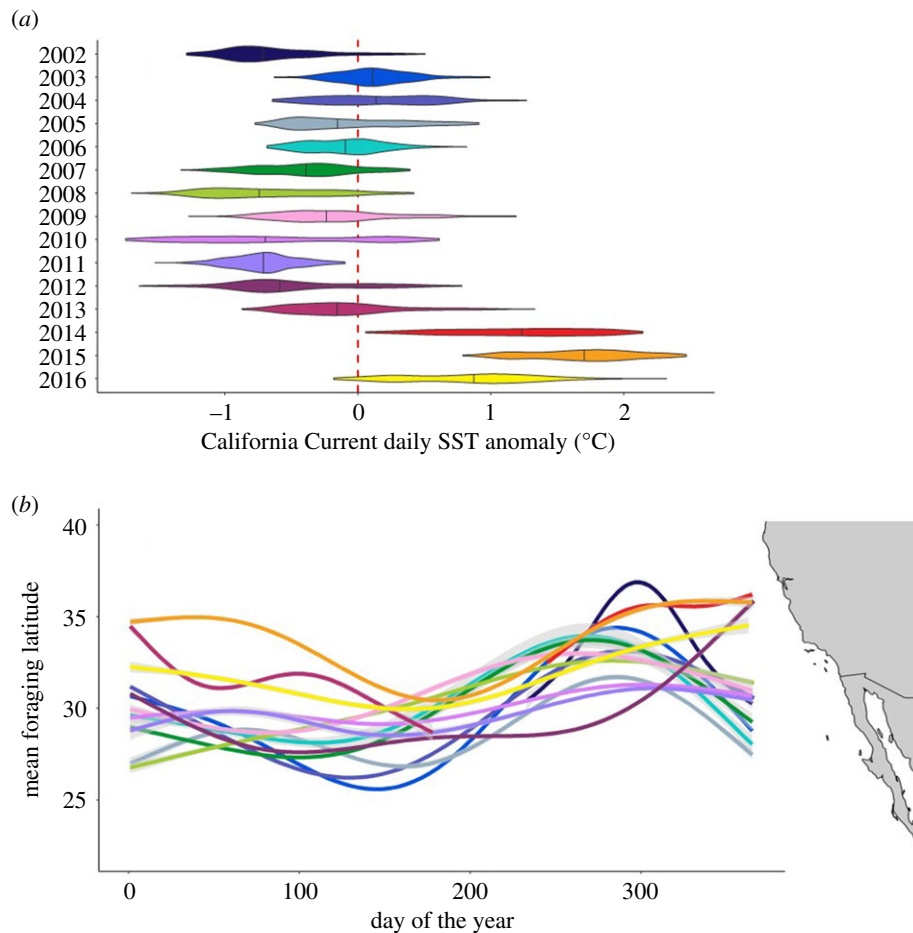 (a)
2002
2003
2004
2005
2006
2007
2008
2009
2010
2011
2012
2013
2014
2015
2016
–1 0 1 2
California Current daily SST anomaly (°C)
(b)
40
35
30
25
mean foraging latitude
0 100 200 300
day of the year